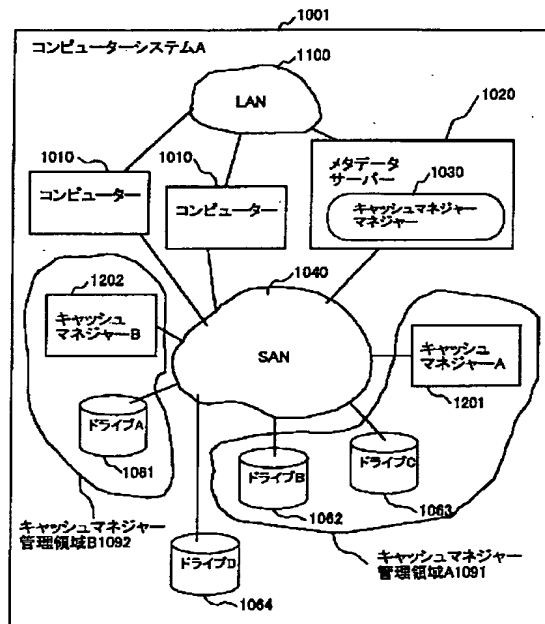 1001
コンピューターシステムA
1100
LAN
1020
1010
1010
メタデータ
サーバー
1030
コンピューター
コンピューター
キャッシュマネジャー
マネジャー
1202
1040
キャッシュ
マネジャーB
SAN
キャッシュ
マネジャーA
1201
ドライブA
1061
ドライブB
1062
ドライブC
1063
キャッシュマネジャー
管理領域B1092
ドライブD
1064
キャッシュマネジャー
管理領域A1091